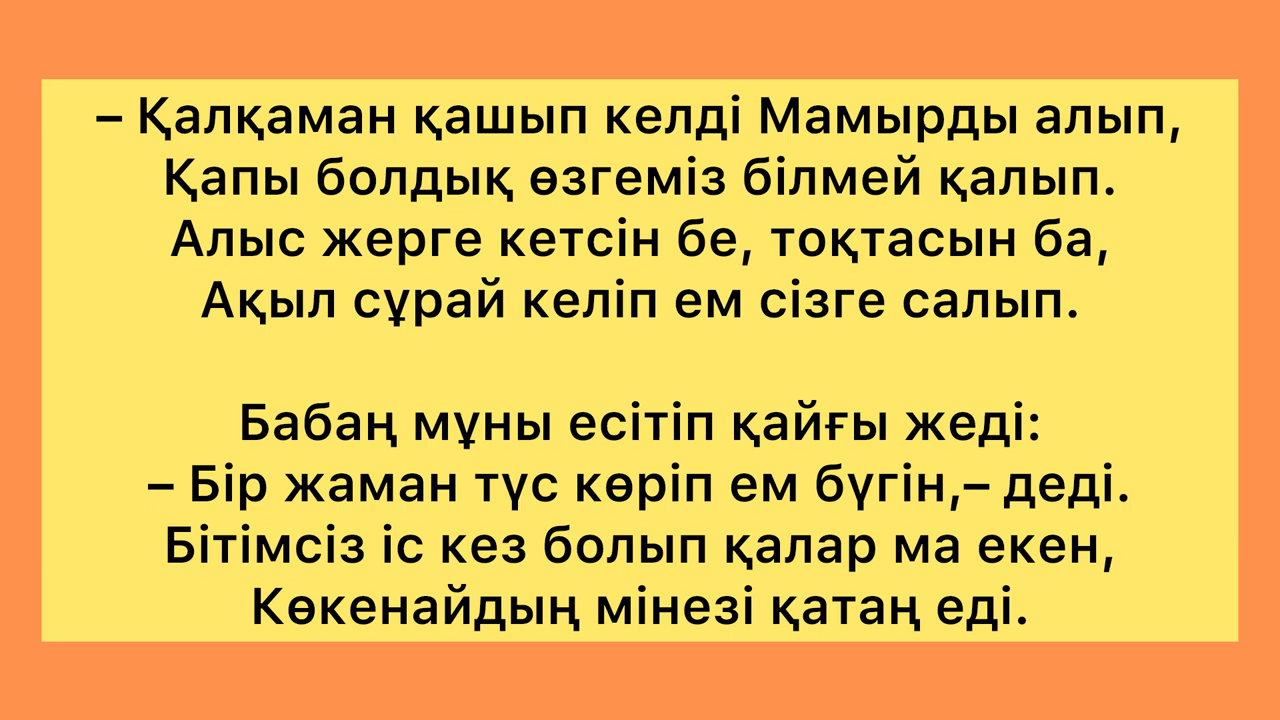 – Қалқаман қашып келді Мамырды алып,
Қапы болдық өзгеміз білмей қалып.
Алыс жерге кетсін бе, тоқтасын ба,
Ақыл сұрай келіп ем сізге салып.
Бабаң мұны есітіп қайғы жеді:
– Бір жаман түс көріп ем бүгін,– деді.
Бітімсіз іс кез болып қалар ма екен,
Көкенайдың мінезі қатаң еді.